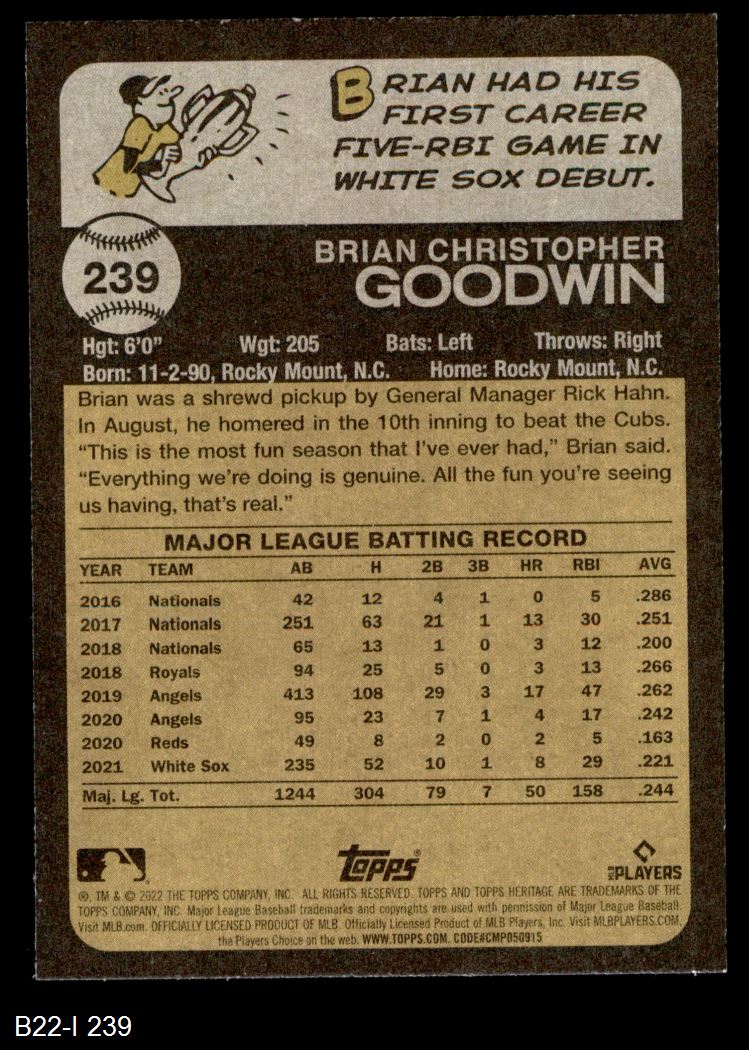 BRIAN HAD HIS
FIRST CAREER
FIVE-RBI GAME IN
WHITE SOX DEBUT.
239
BRIAN CHRISTOPHER
GOODWIN
Hgt: 6'0" Wgt: 205 Bats: Left Throws: Right
Born: 11-2-90, Rocky Mount, N.C. Home: Rocky Mount, N.C.
Brian was a shrewd pickup by General Manager Rick Hahn.
In August, he homered in the 10th inning to beat the Cubs.
“This is the most fun season that I’ve ever had,” Brian said.
“Everything we’re doing is genuine. All the fun you’re seeing
us having, that’s real.”
MAJOR LEAGUE BATTING RECORD
YEAR TEAM AB H 2B 3B HR RBI AVG
2016 Nationals 42 12 4 1 0 5 .286
2017 Nationals 251 63 21 1 13 30 .251
2018 Nationals 65 13 1 0 3 12 .200
2018 Royals 94 25 5 0 3 13 .266
2019 Angels 413 108 29 3 17 47 .262
2020 Angels 95 23 7 1 4 17 .242
2020 Reds 49 8 2 0 2 5 .163
2021 White Sox 235 52 10 1 8 29 .221
Maj. Lg. Tot. 1244 304 79 7 50 158 .244
TOPPS
MLB PLAYERS
®, TM & © 2022 THE TOPPS COMPANY, INC. ALL RIGHTS RESERVED. TOPPS AND TOPPS HERITAGE ARE TRADEMARKS OF THE
TOPPS COMPANY, INC. Major League Baseball trademarks and copyrights are used with permission of Major League Baseball.
Visit MLB.com. OFFICIALLY LICENSED PRODUCT OF MLB. Officially Licensed Product of MLB Players, Inc. Visit MLBPLAYERS.COM,
the Players Choice on the web. WWW.TOPPS.COM. CODE#CMP050915
B22-I 239